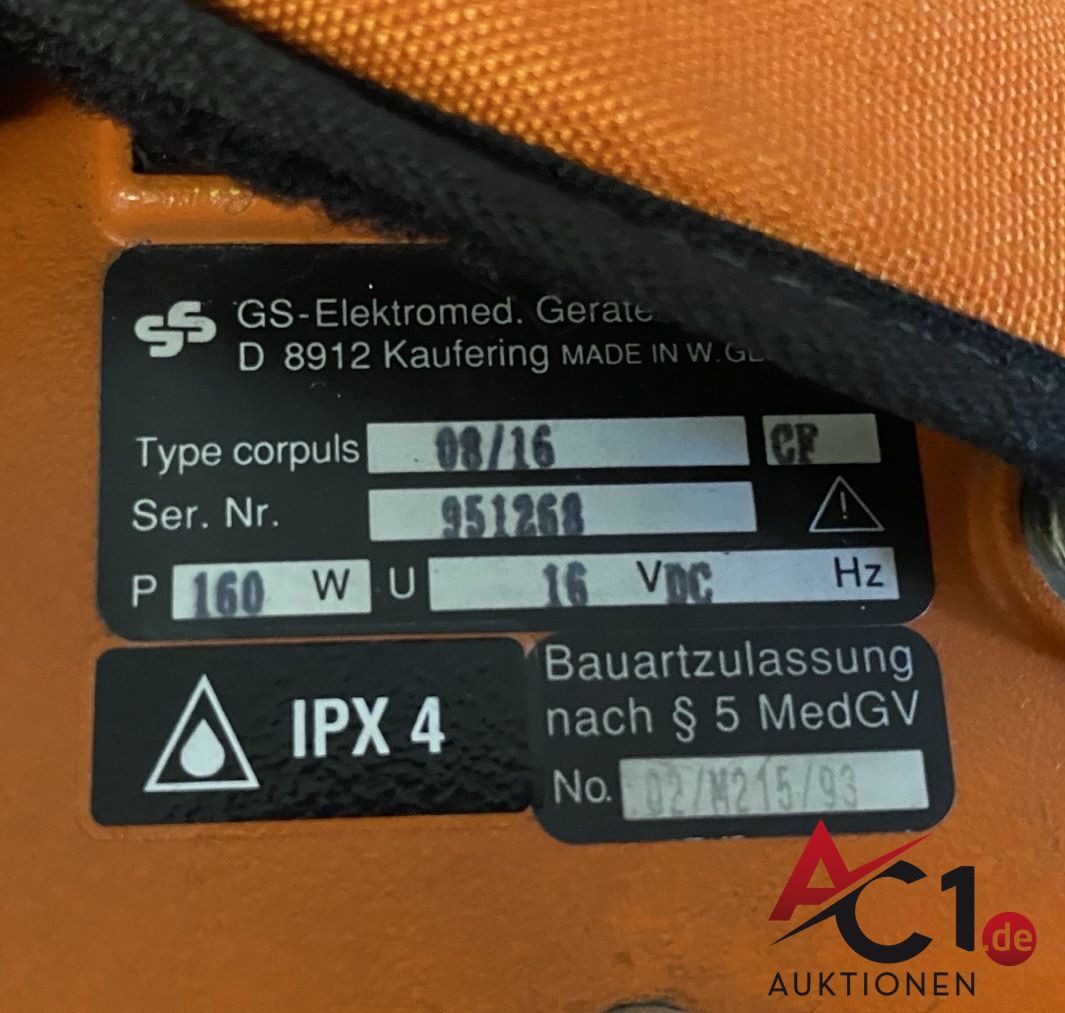 GS-Elektromed. Geräte
D 8912 Kaufering MADE IN W.
Type corpuls 08/16 CF
Ser. Nr. 951268
P 160 W U 16 VDC Hz
IPX 4
Bauartzulassung
nach § 5 MedGV
No. 02/M215/93
AC1.de
AUKTIONEN